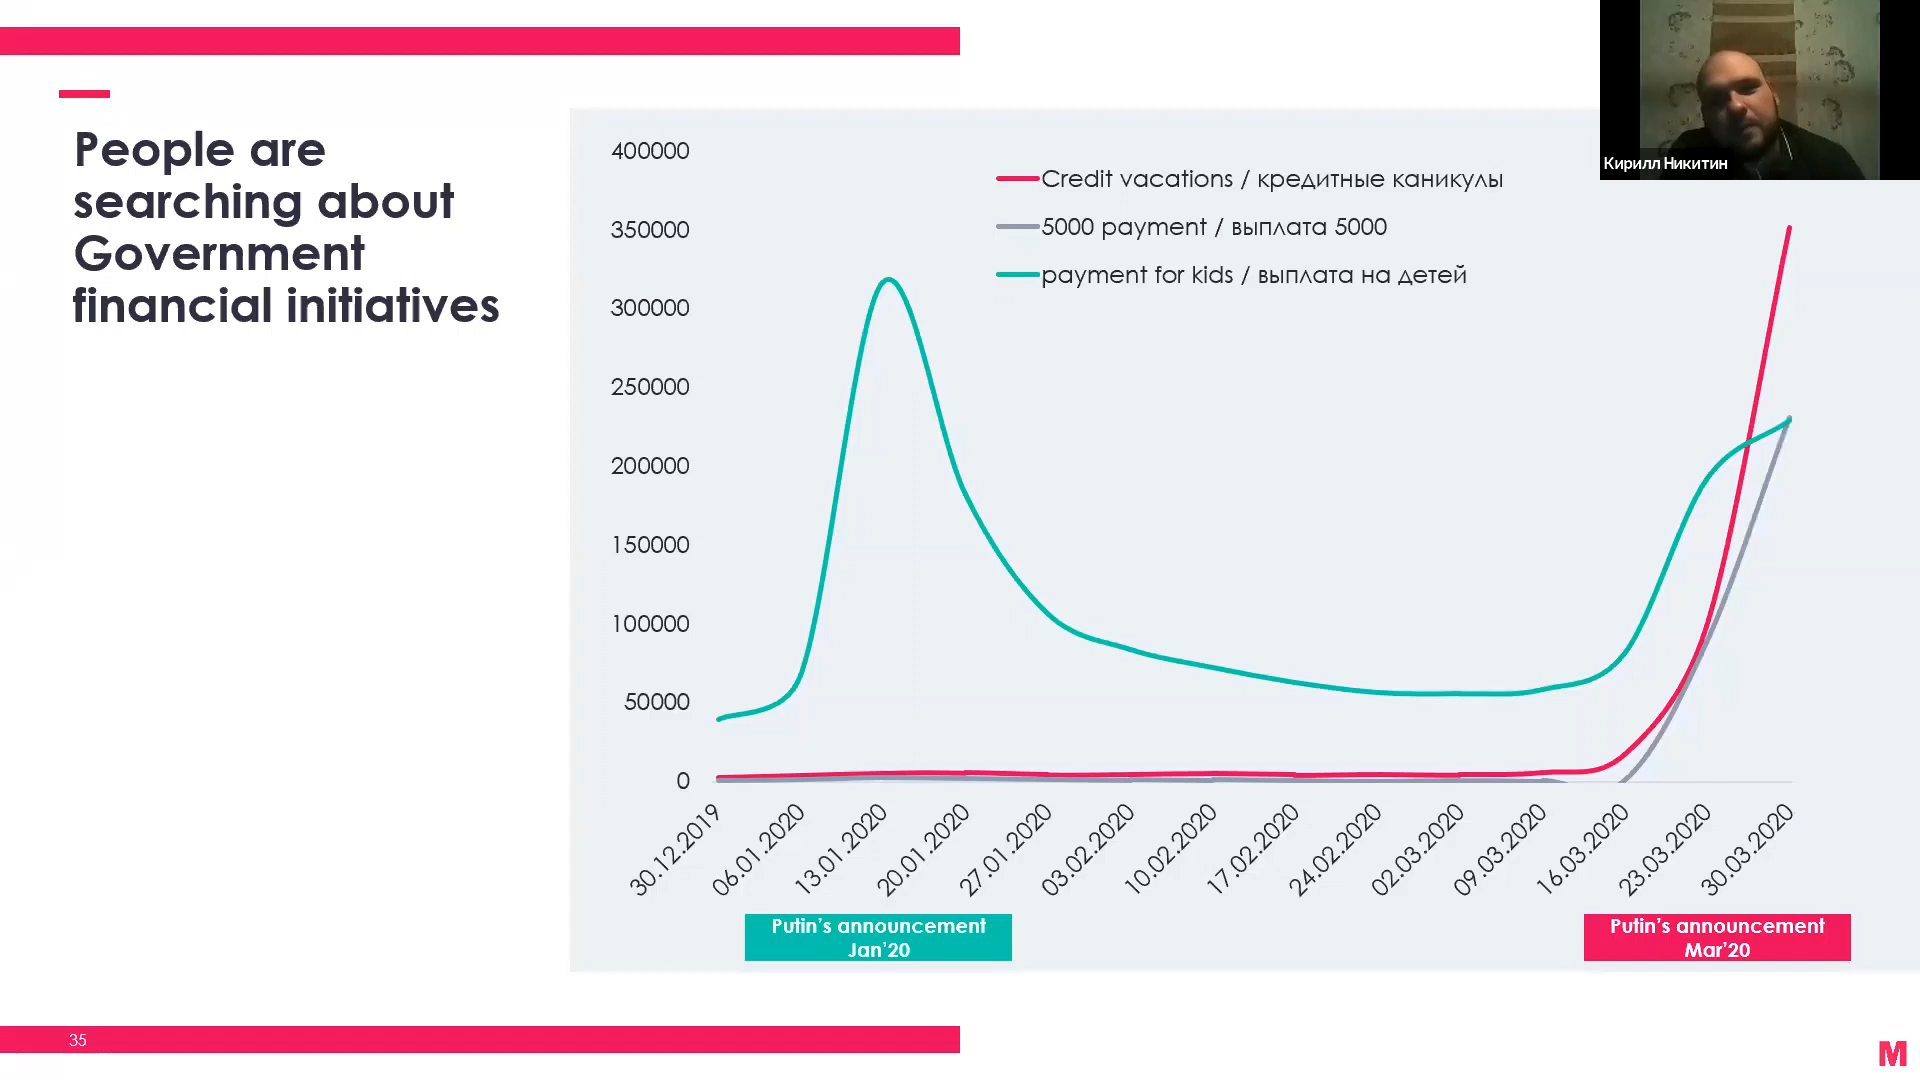 People are
searching about
Government
financial initiatives
Кирилл Никитин
Credit vacations / кредитные каникулы
5000 payment / выплата 5000
payment for kids / выплата на детей
400000
350000
300000
250000
200000
150000
100000
50000
0
30.12.2019
06.01.2020
13.01.2020
20.01.2020
27.01.2020
03.02.2020
10.02.2020
17.02.2020
24.02.2020
02.03.2020
09.03.2020
16.03.2020
23.03.2020
30.03.2020
Putin’s announcement
Jan’20
Putin’s announcement
Mar’20
35
M